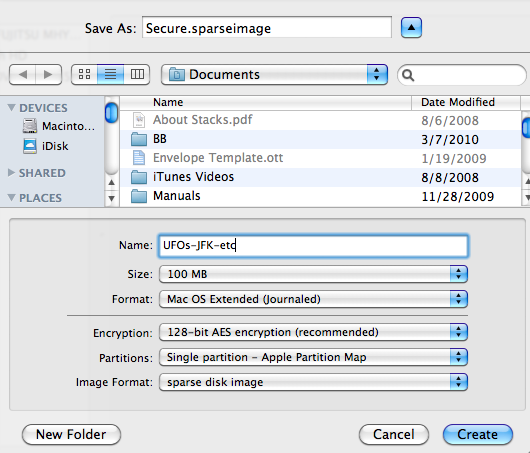 Save As: Secure.sparseimage
Documents
DEVICES
Macinto...
iDisk
SHARED
PLACES
Name Date Modified
About Stacks.pdf 8/6/2008
BB 3/7/2010
Envelope Template.ott 1/19/2009
iTunes Videos 8/8/2008
Manuals 11/28/2009
Name: UFOs-JFK-etc
Size: 100 MB
Format: Mac OS Extended (Journaled)
Encryption: 128-bit AES encryption (recommended)
Partitions: Single partition – Apple Partition Map
Image Format: sparse disk image
New Folder Cancel Create